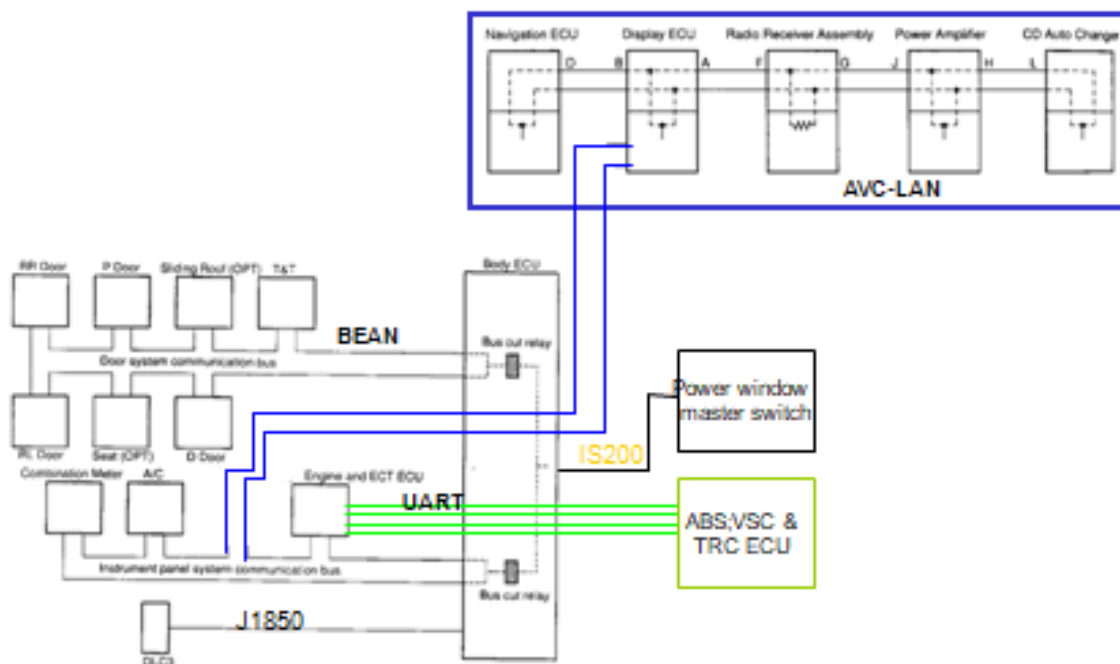 Navigation ECU
Display ECU
Radio Receiver Assembly
Power Amplifier
CD Auto Changer
D
B
A
F
G
J
H
L
AVC-LAN
RR Door
P Door
Sliding Roof (OPT)
T&T
Body ECU
BEAN
Bus cut relay
Door system communication bus
Power window
master switch
RL Door
Seat (OPT)
D Door
IS200
Combination Meter
A/C
Engine and ECT ECU
UART
ABS;VSC &
TRC ECU
Instrument panel system communication bus
Bus cut relay
J1850
DLC3